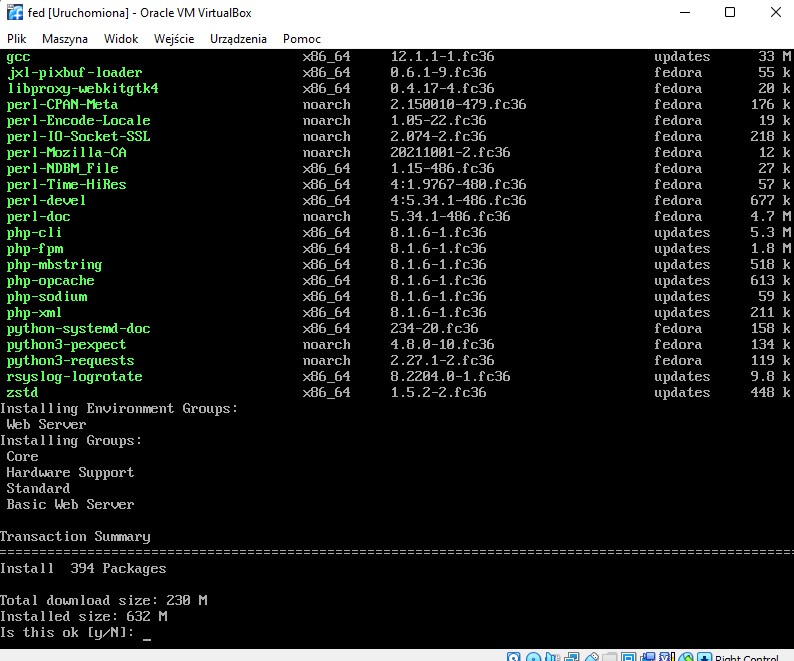 fed [Uruchomiona] - Oracle VM VirtualBox
Plik Maszyna Widok Wejście Urządzenia Pomoc
gcc x86_64 12.1.1-1.fc36 updates 33 M
jxl-pixbuf-loader x86_64 0.6.1-9.fc36 fedora 55 k
libproxy-webkitgtk4 x86_64 0.4.17-4.fc36 fedora 20 k
perl-CPAN-Meta noarch 2.150010-479.fc36 fedora 176 k
perl-Encode-Locale noarch 1.05-22.fc36 fedora 19 k
perl-IO-Socket-SSL noarch 2.074-2.fc36 fedora 218 k
perl-Mozilla-CA noarch 20211001-2.fc36 fedora 12 k
perl-NDBM_File x86_64 1.15-486.fc36 fedora 27 k
perl-Time-HiRes x86_64 4:1.9767-480.fc36 fedora 57 k
perl-devel x86_64 4:5.34.1-486.fc36 fedora 677 k
perl-doc noarch 5.34.1-486.fc36 fedora 4.7 M
php-cli x86_64 8.1.6-1.fc36 updates 5.3 M
php-fpm x86_64 8.1.6-1.fc36 updates 1.8 M
php-mbstring x86_64 8.1.6-1.fc36 updates 518 k
php-opcache x86_64 8.1.6-1.fc36 updates 613 k
php-sodium x86_64 8.1.6-1.fc36 updates 59 k
php-xml x86_64 8.1.6-1.fc36 updates 211 k
python-systemd-doc x86_64 234-20.fc36 fedora 158 k
python3-pexpect noarch 4.8.0-10.fc36 fedora 134 k
python3-requests noarch 2.27.1-2.fc36 fedora 119 k
rsyslog-logrotate x86_64 8.2204.0-1.fc36 updates 9.8 k
zstd x86_64 1.5.2-2.fc36 updates 448 k
Installing Environment Groups:
Web Server
Installing Groups:
Core
Hardware Support
Standard
Basic Web Server
Transaction Summary
================================================================================
Install 394 Packages
Total download size: 230 M
Installed size: 632 M
Is this ok [y/N]: _
Right Control